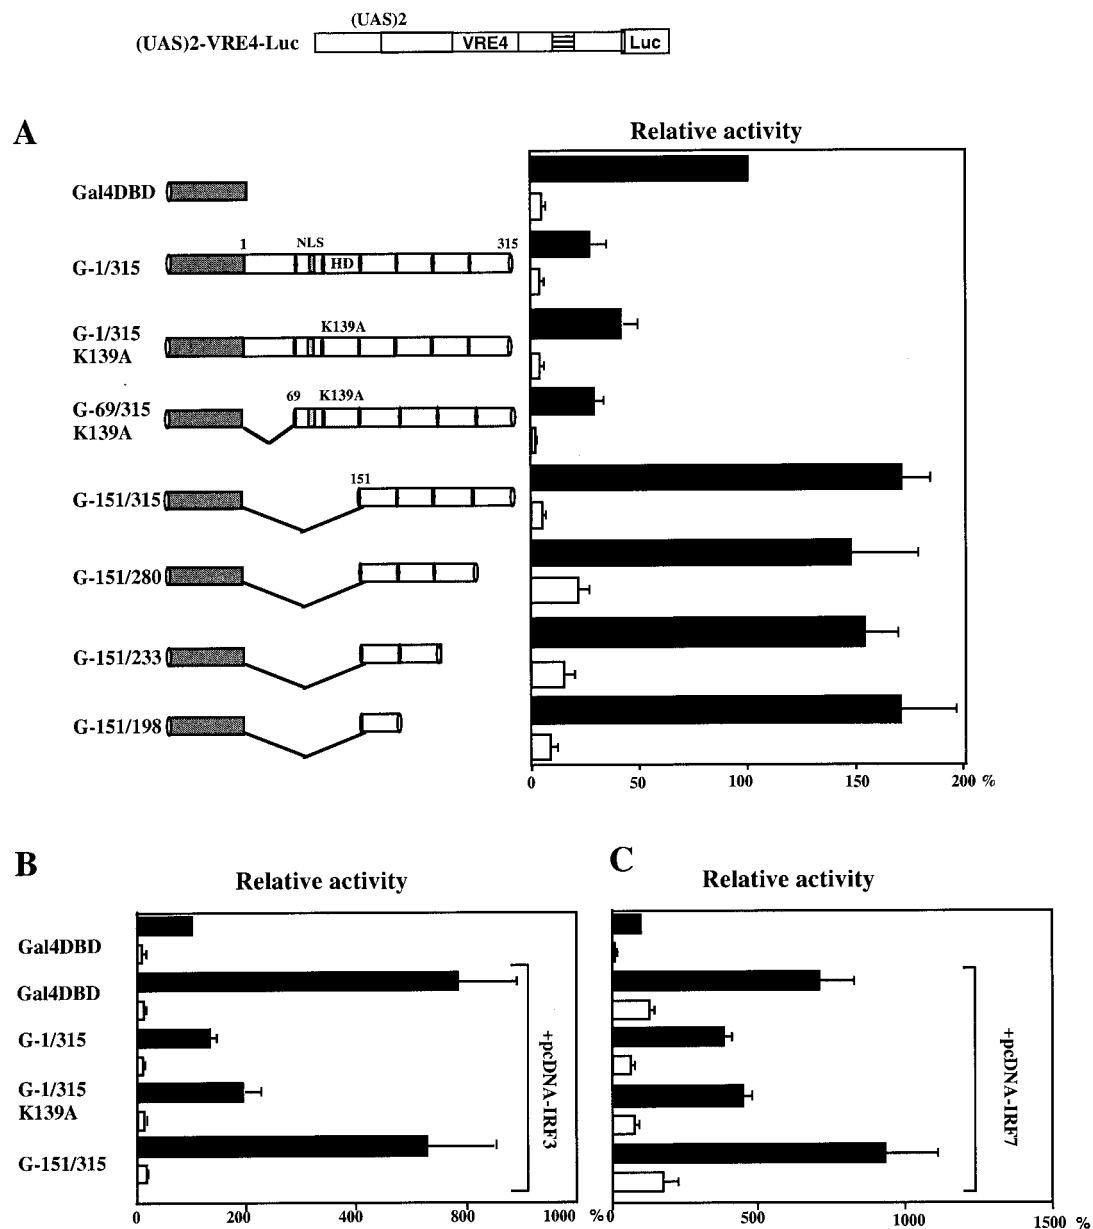 (UAS)2
(UAS)2-VRE4-Luc
VRE4
Luc
A
Relative activity
Gal4DBD
1
NLS
315
G-1/315
HD
G-1/315
K139A
K139A
69
K139A
G-69/315
K139A
151
G-151/315
G-151/280
G-151/233
G-151/198
0
50
100
150
200 %
B
Relative activity
Gal4DBD
Gal4DBD
G-1/315
G-1/315
K139A
G-151/315
+pcDNA-IRF3
0
200
400
800
1000 %
C
Relative activity
+pcDNA-IRF7
0
500
1000
1500 %